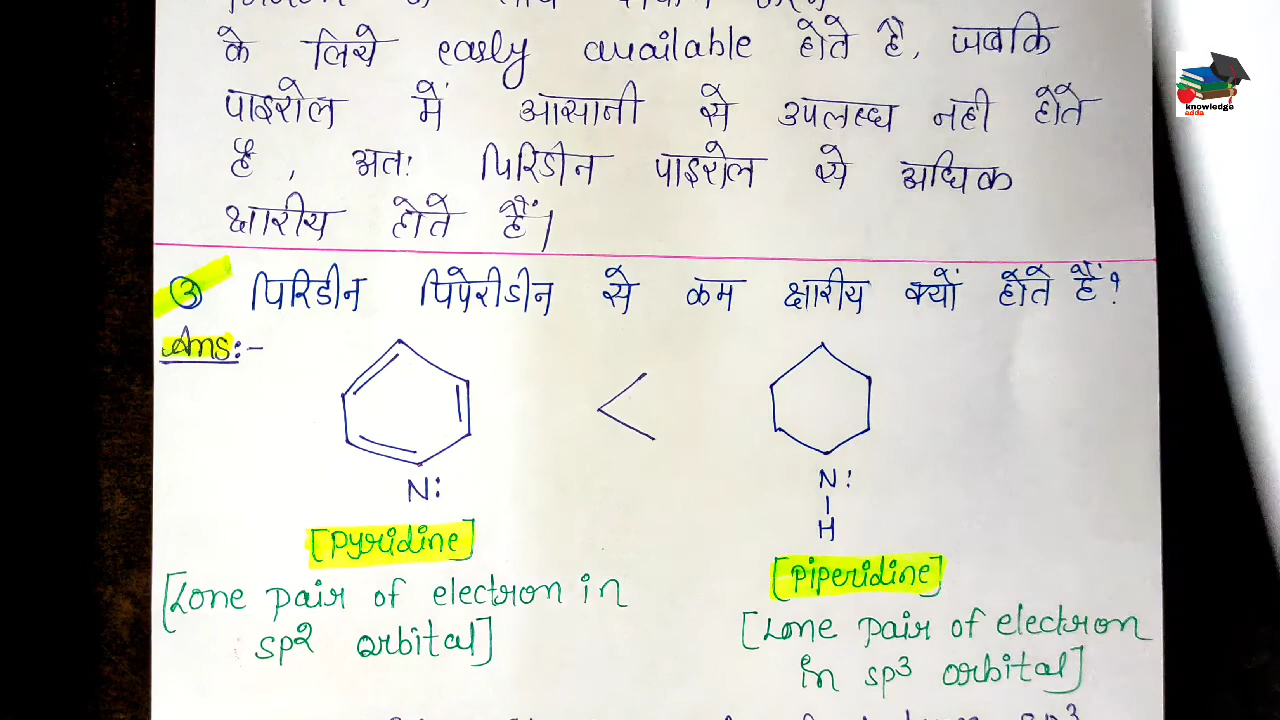 के लिये easly available होते है, जबकि
पाइरोल में आसानी से उपलब्ध नही होते
है, अतः पिरिडीन पाइरोल से अधिक
क्षारीय होते हैं।
③ पिरिडीन पिपेरीडीन से कम क्षारीय क्यों होते हैं?
Ans:-
<
N:
N:
H
[Pyridine]
[Piperidine]
[Lone pair of electron in
sp2 orbital]
[Lone pair of electron
in sp3 orbital]
knowledge
adda